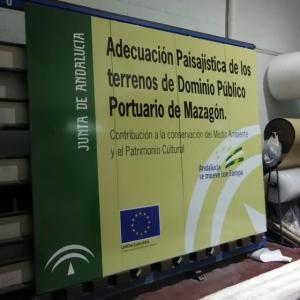 JUNTA DE ANDALUCIA
Adecuación Paisajística de los
terrenos de Dominio Público
Portuario de Mazagón.
Contribución a la conservación del Medio Ambiente
y el Patrimonio Cultural
Andalucía
se mueve con Europa
UNIÓN EUROPEA